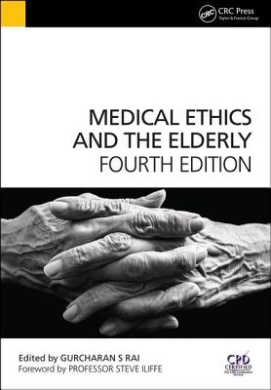 CRC Press
Taylor & Francis Group
MEDICAL ETHICS
AND THE ELDERLY
FOURTH EDITION
Edited by GURCHARAN S RAI
Foreword by PROFESSOR STEVE ILIFFE
CPD
CERTIFIED